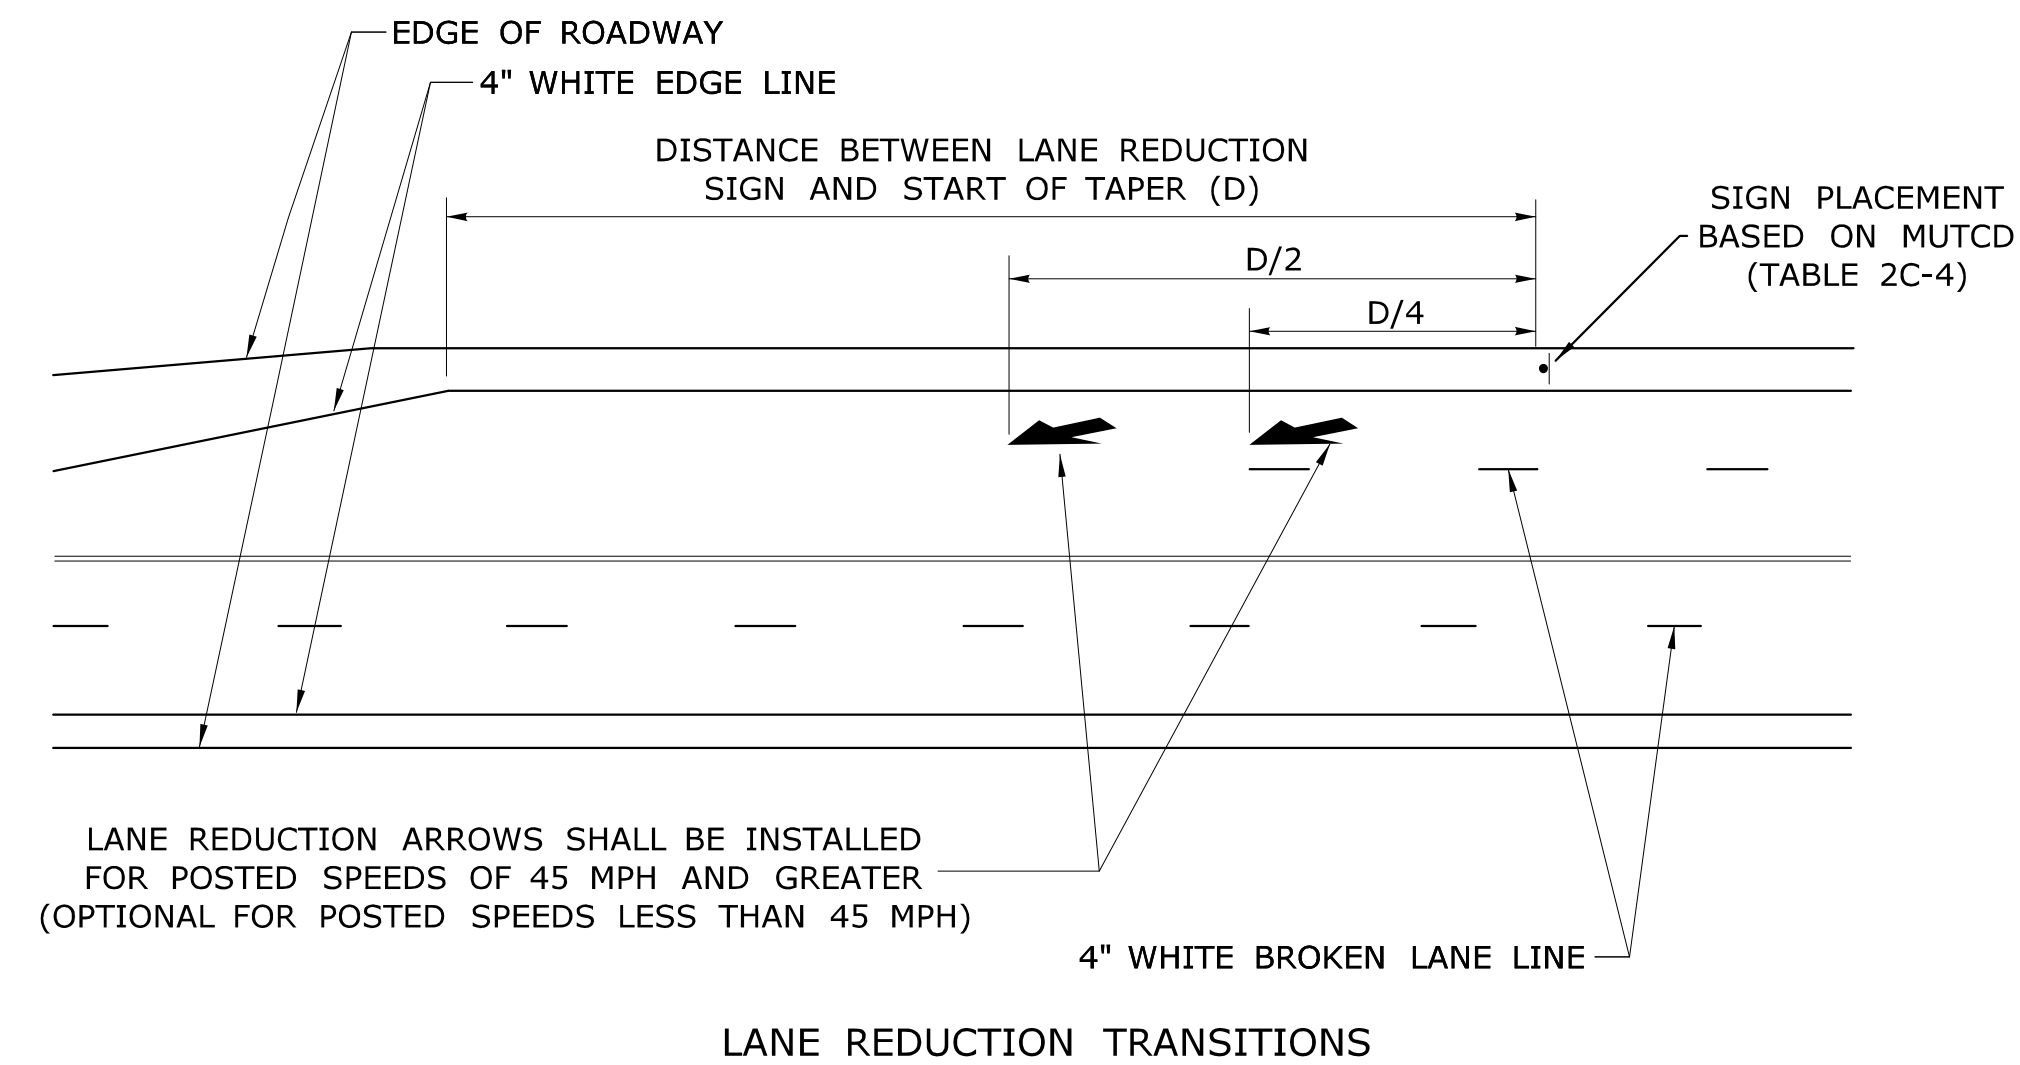 EDGE OF ROADWAY
4" WHITE EDGE LINE
DISTANCE BETWEEN LANE REDUCTION
SIGN AND START OF TAPER (D)
SIGN PLACEMENT
BASED ON MUTCD
(TABLE 2C-4)
D/2
D/4
LANE REDUCTION ARROWS SHALL BE INSTALLED
FOR POSTED SPEEDS OF 45 MPH AND GREATER
(OPTIONAL FOR POSTED SPEEDS LESS THAN 45 MPH)
4" WHITE BROKEN LANE LINE
LANE REDUCTION TRANSITIONS